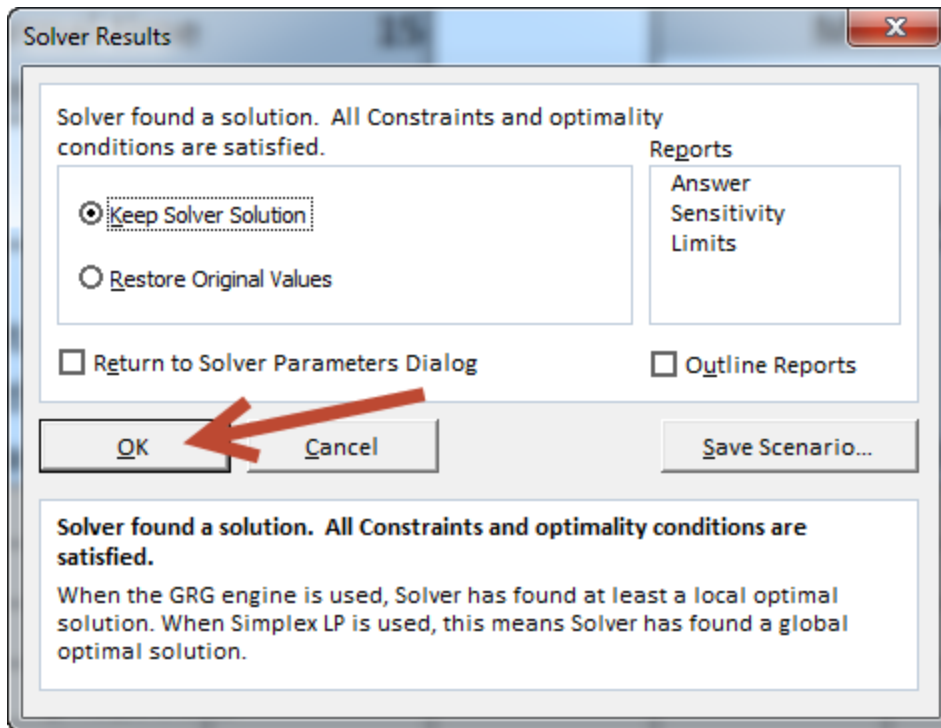 Solver Results
Solver found a solution.  All Constraints and optimality
conditions are satisfied.
Reports
Answer
Sensitivity
Limits
Keep Solver Solution
Restore Original Values
Return to Solver Parameters Dialog
Outline Reports
OK
Cancel
Save Scenario...
Solver found a solution.  All Constraints and optimality conditions are
satisfied.
When the GRG engine is used, Solver has found at least a local optimal
solution. When Simplex LP is used, this means Solver has found a global
optimal solution.